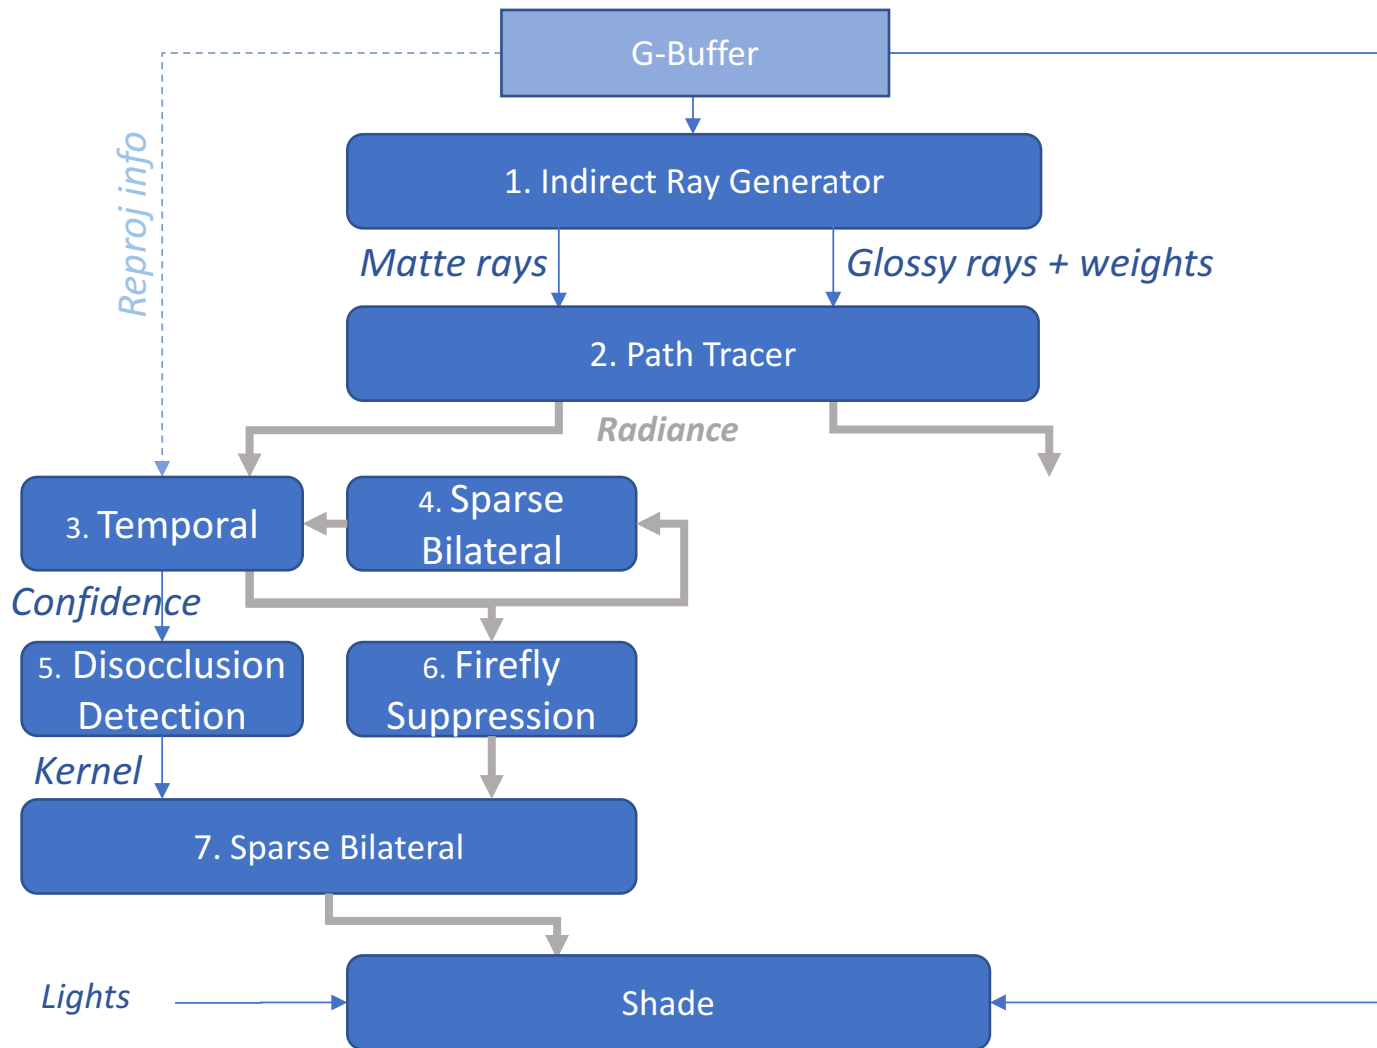 G-Buffer
Reproj info
1. Indirect Ray Generator
Matte rays
Glossy rays + weights
2. Path Tracer
Radiance
3. Temporal
4. Sparse
Bilateral
Confidence
5. Disocclusion
Detection
6. Firefly
Suppression
Kernel
7. Sparse Bilateral
Lights
Shade